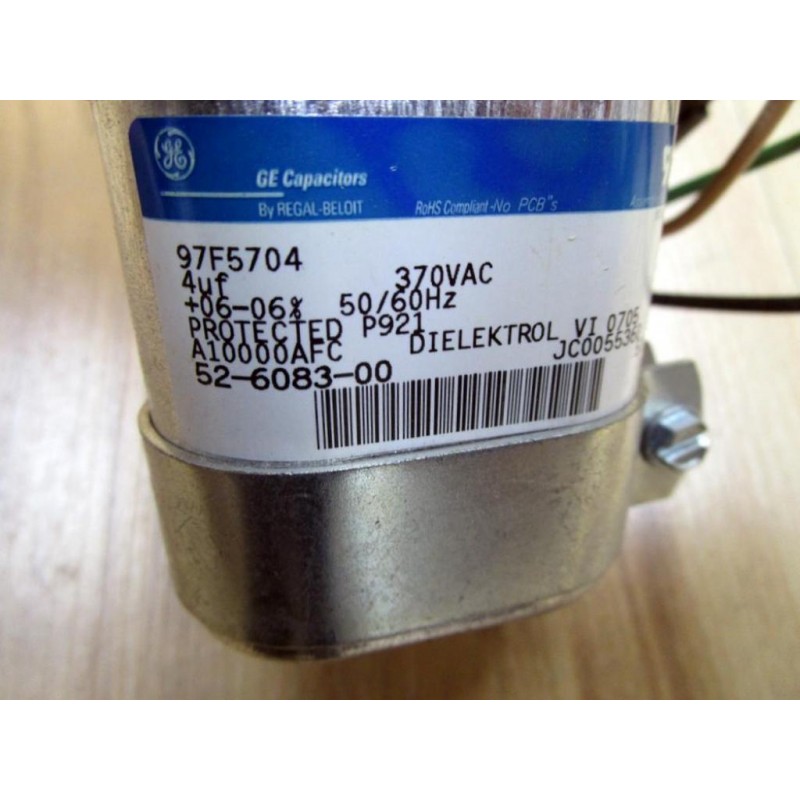 GE
GE Capacitors
By REGAL-BELOIT RoHS Compliant-No PCB"s
97F5704
4uf 370VAC
+06-06% 50/60Hz
PROTECTED P921
A10000AFC DIELEKTROL VI 0705
52-6083-00